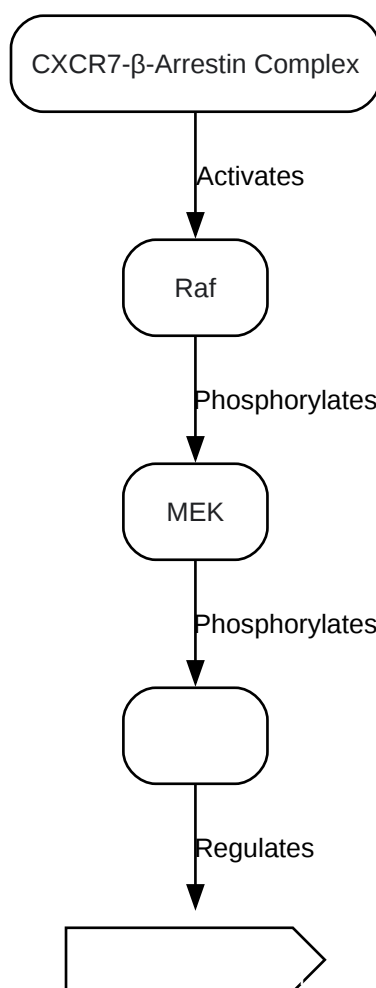 CXCR7-β-Arrestin Complex
Activates
Raf
Phosphorylates
MEK
Phosphorylates
Regulates